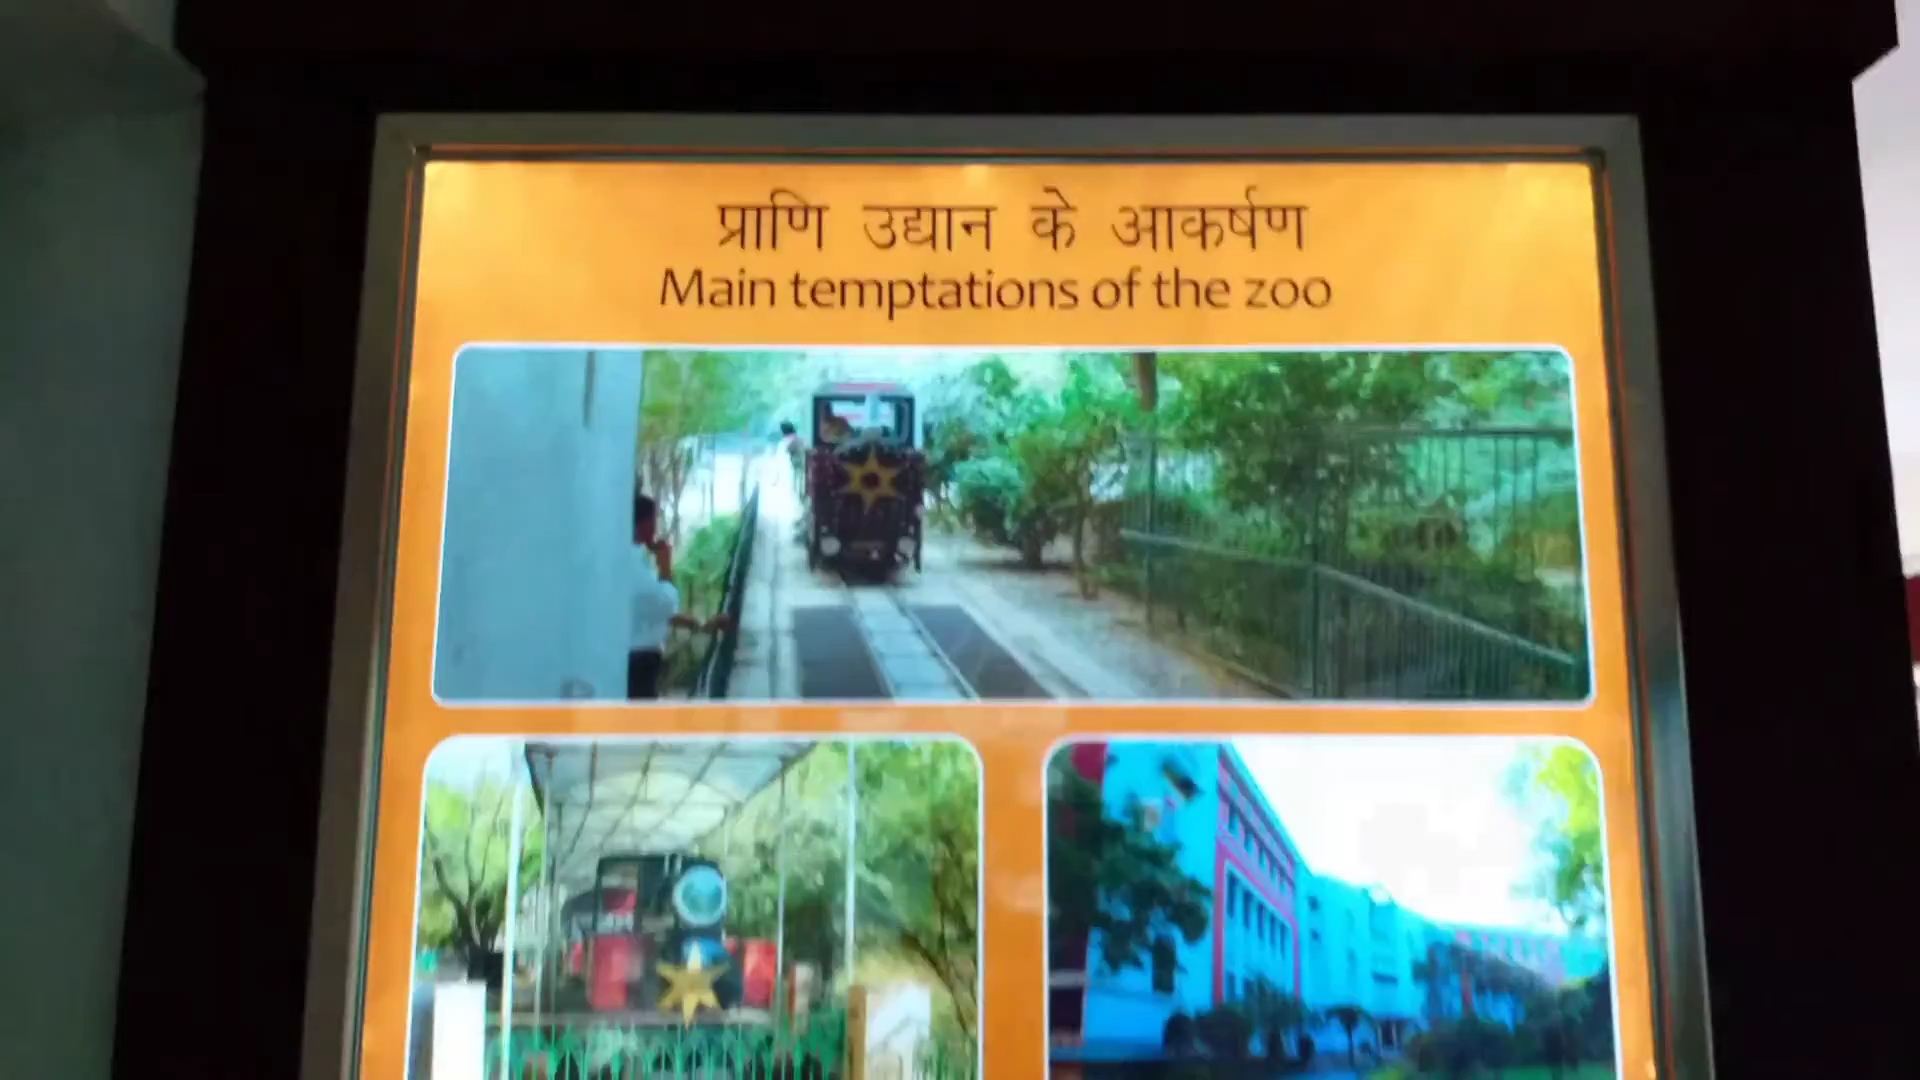 प्राणि उद्यान के आकर्षण
Main temptations of the zoo